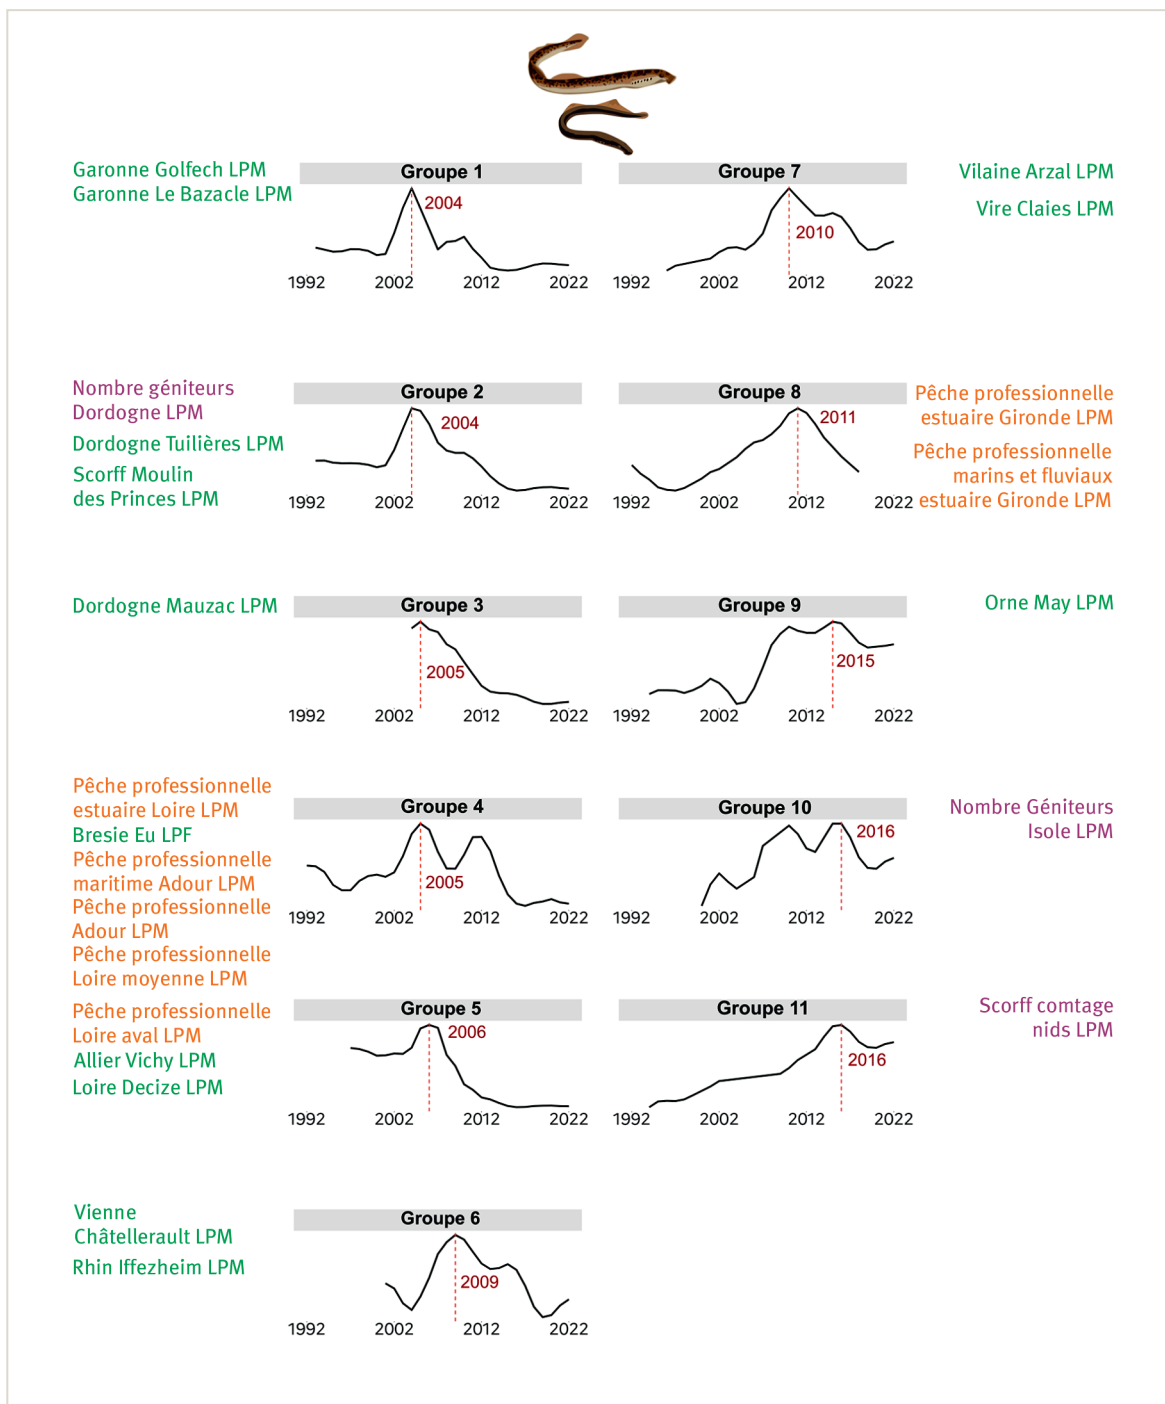 Garonne Golfech LPM
Garonne Le Bazacle LPM
Groupe 1
2004
1992 2002 2012 2022
Groupe 7
2010
1992 2002 2012 2022
Vilaine Arzal LPM
Vire Claies LPM
Nombre géniteurs
Dordogne LPM
Dordogne Tuilières LPM
Scorff Moulin
des Princes LPM
Groupe 2
2004
1992 2002 2012 2022
Groupe 8
2011
1992 2002 2012 2022
Pêche professionnelle
estuaire Gironde LPM
Pêche professionnelle
marins et fluviaux
estuaire Gironde LPM
Dordogne Mauzac LPM
Groupe 3
2005
1992 2002 2012 2022
Groupe 9
2015
1992 2002 2012 2022
Orne May LPM
Pêche professionnelle
estuaire Loire LPM
Bresie Eu LPF
Pêche professionnelle
maritime Adour LPM
Pêche professionnelle
Adour LPM
Pêche professionnelle
Loire moyenne LPM
Groupe 4
2005
1992 2002 2012 2022
Groupe 10
2016
1992 2002 2012 2022
Nombre Géniteurs
Isole LPM
Pêche professionnelle
Loire aval LPM
Allier Vichy LPM
Loire Decize LPM
Groupe 5
2006
1992 2002 2012 2022
Groupe 11
2016
1992 2002 2012 2022
Scorff comtage
nids LPM
Vienne
Châtellerault LPM
Rhin Iffezheim LPM
Groupe 6
2009
1992 2002 2012 2022